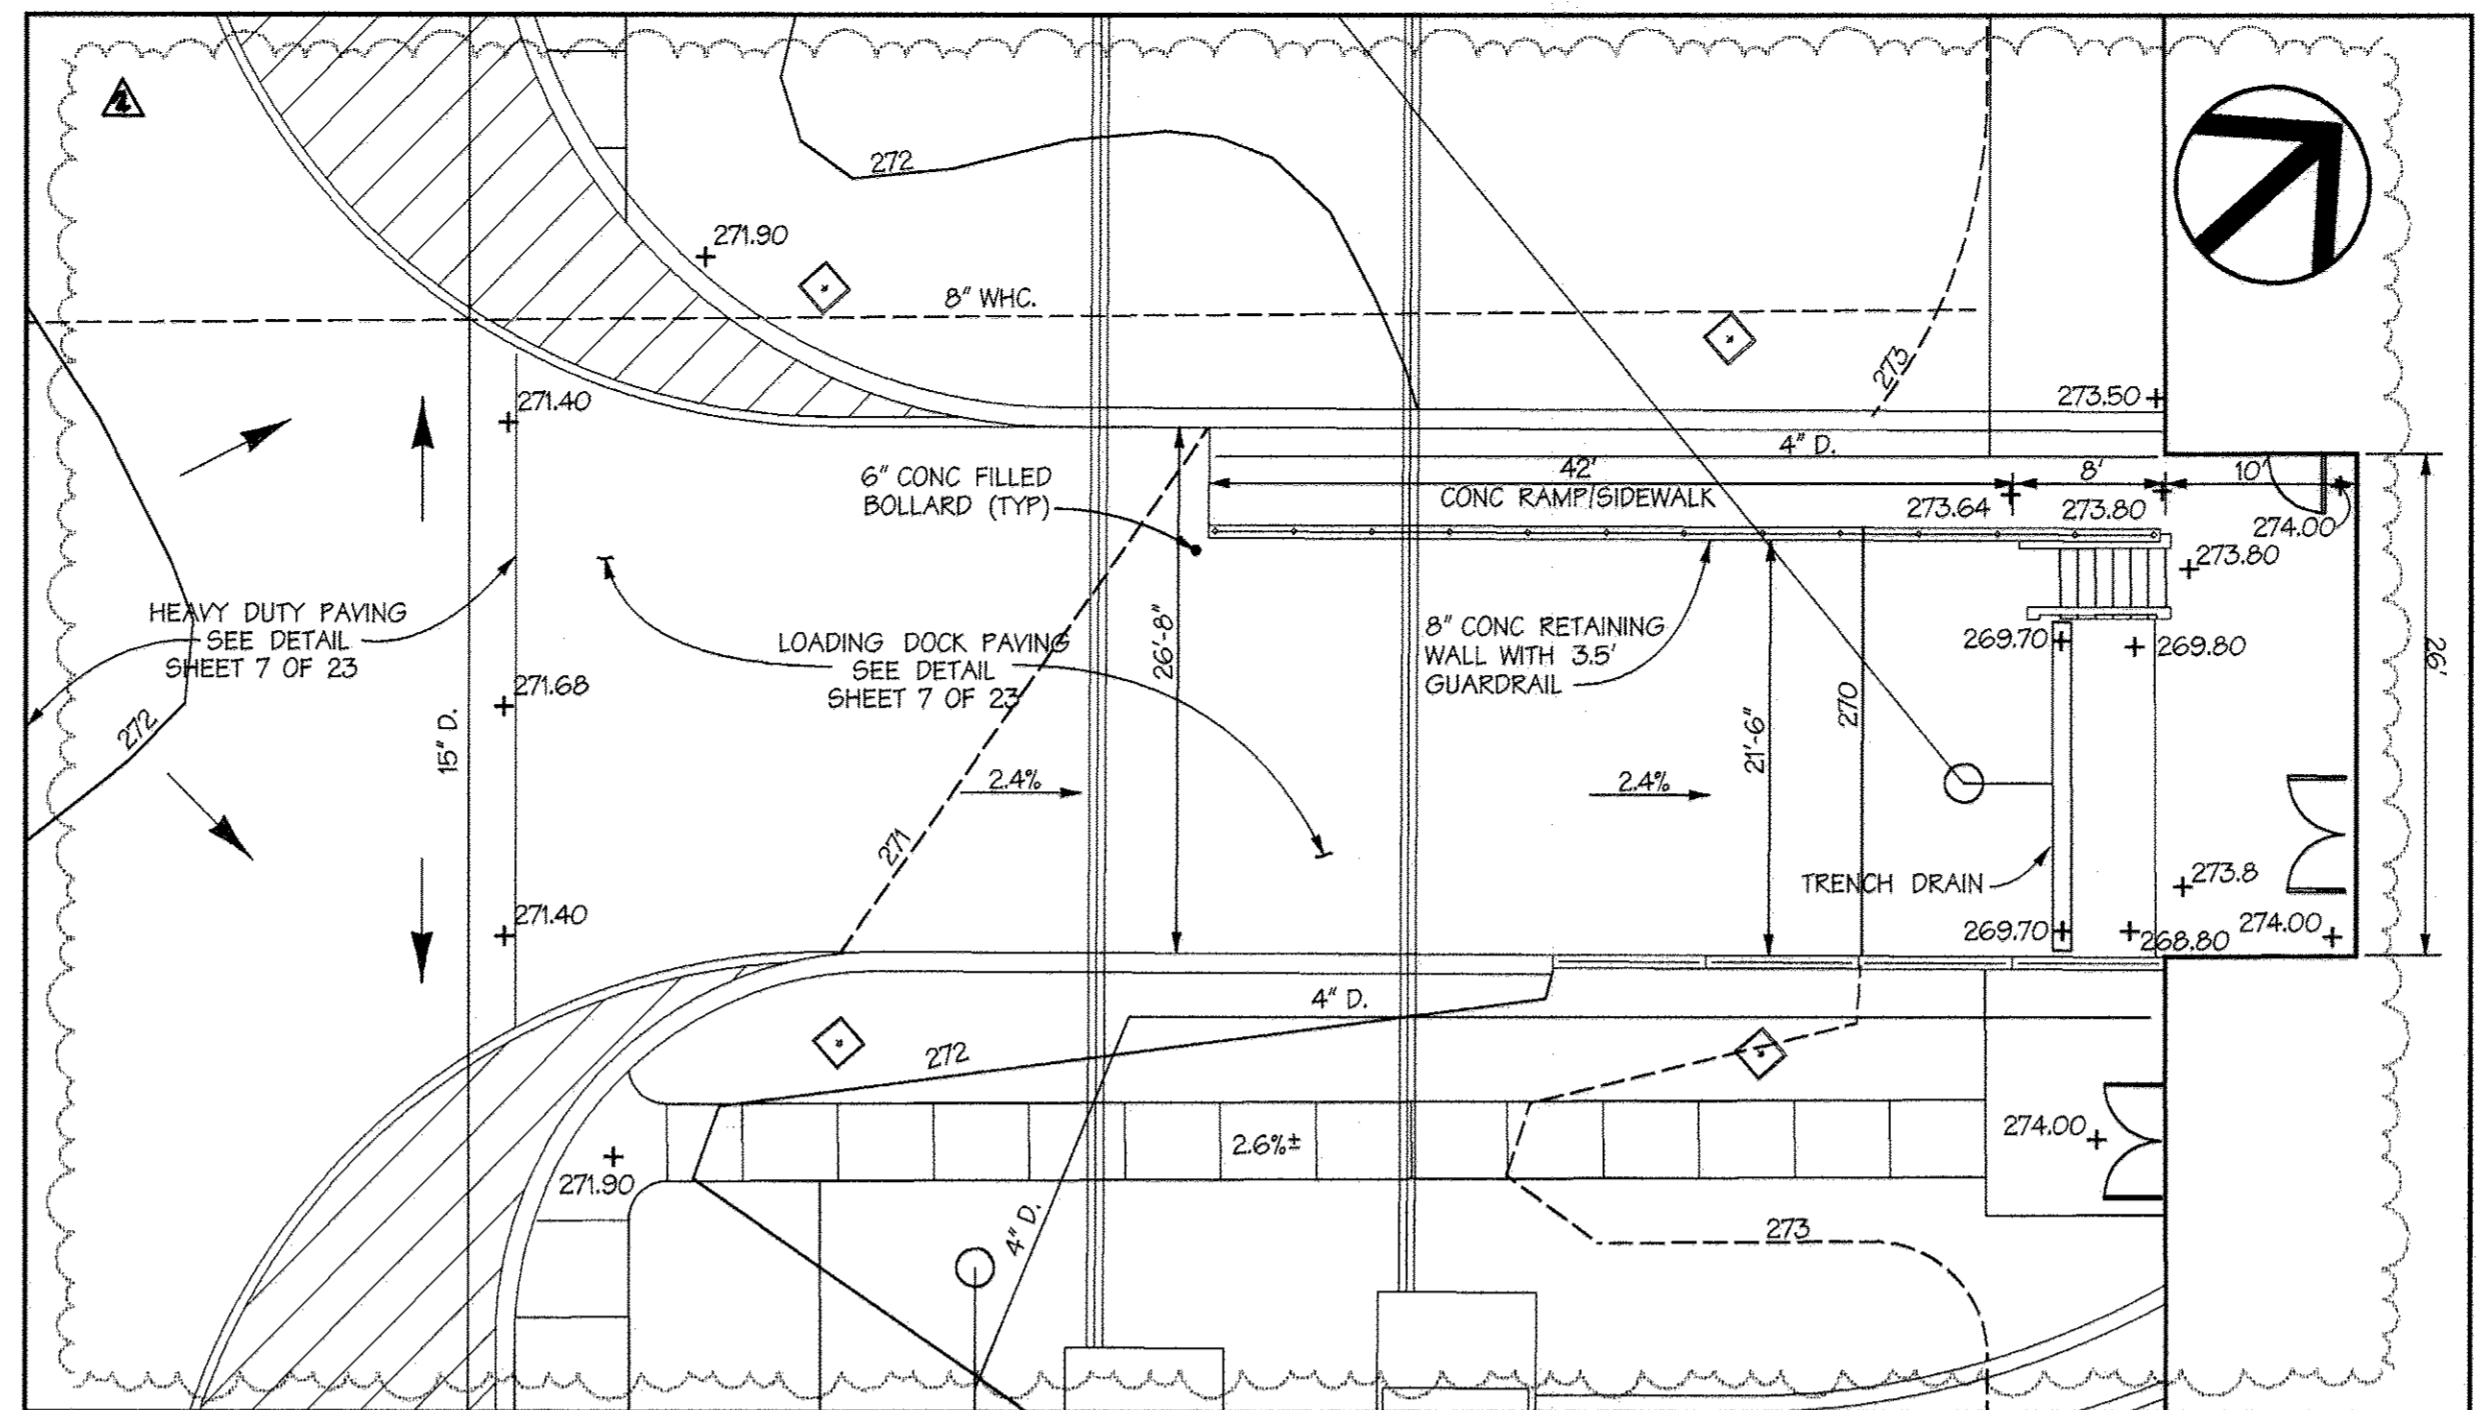 272
271.90
8" WHC.
273
273.50
271.40
4" D.
42'
8'
10'
6" CONC FILLED
BOLLARD (TYP)
CONC RAMP/SIDEWALK
273.64
273.80
274.00
273.80
HEAVY DUTY PAVING
SEE DETAIL
SHEET 7 OF 23
LOADING DOCK PAVING
SEE DETAIL
SHEET 7 OF 23
26'-8"
8" CONC RETAINING
WALL WITH 3.5'
GUARDRAIL
269.70
269.80
26'
271.68
272
15" D.
270
21'-6"
2.4%
2.4%
271
TRENCH DRAIN
273.8
271.40
269.70
268.80
274.00
4" D.
272
274.00
2.6%±
271.90
4" D.
273